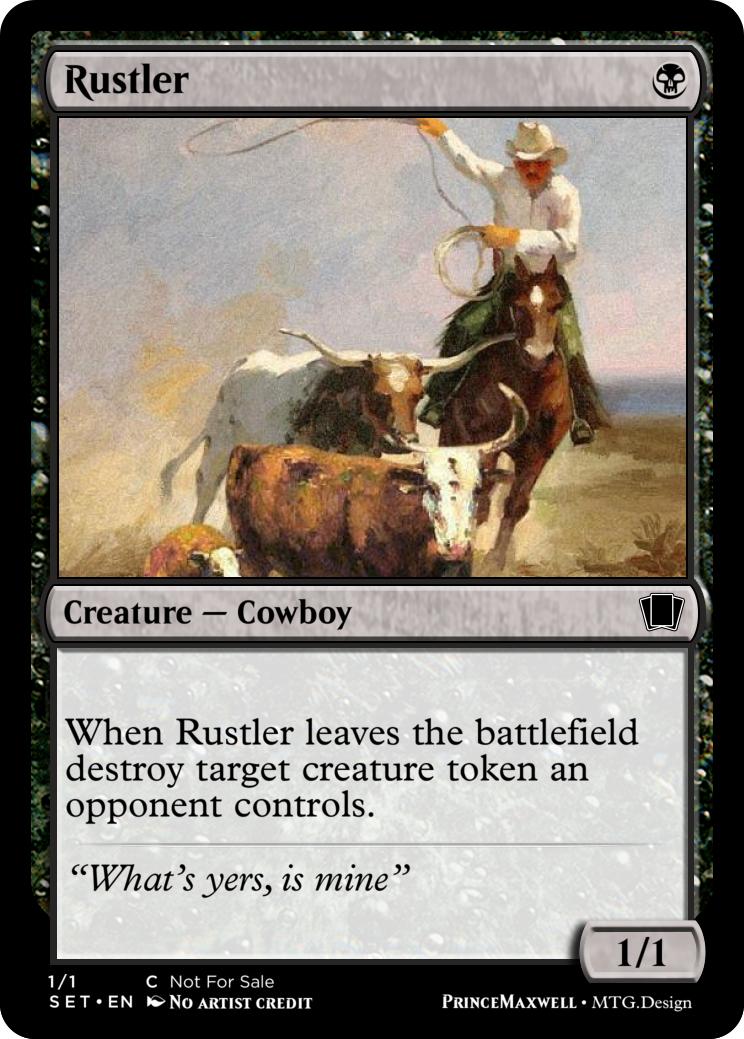 Rustler
Creature — Cowboy
When Rustler leaves the battlefield
destroy target creature token an
opponent controls.
“What's yers, is mine”
1/1
1/1 C Not For Sale
SET • EN No artist credit PrinceMaxwell • MTG.Design